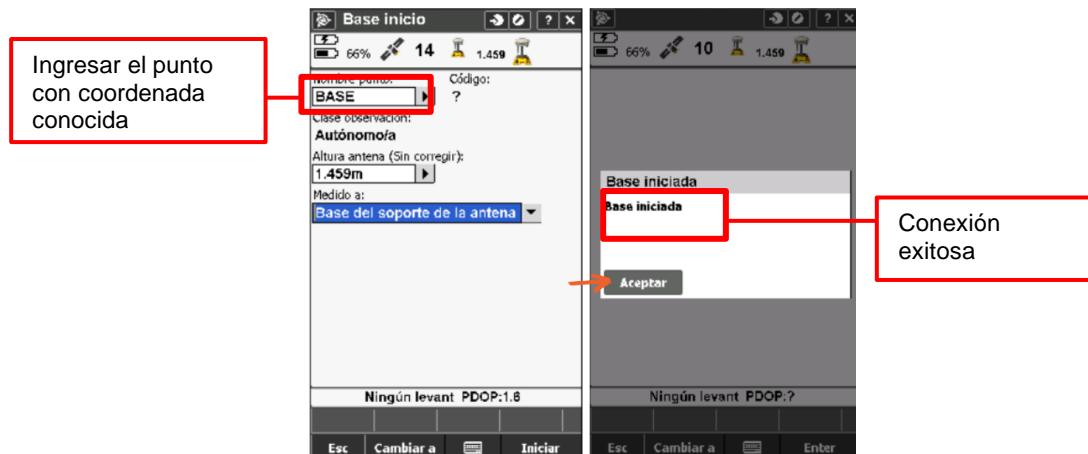 Ingresar el punto
con coordenada
conocida
Base inicio
? X
66% 14 1.459
Nombre punto: Código:
BASE ?
Clase observación:
Autónomo/a
Altura antena (Sin corregir):
1.459m
Medido a:
Base del soporte de la antena
Ningún levant PDOP:1.6
Esc Cambiar a Iniciar
? X
66% 10 1.459
Base iniciada
Base iniciada
Aceptar
Ningún levant PDOP:?
Esc Cambiar a Enter
Conexión
exitosa